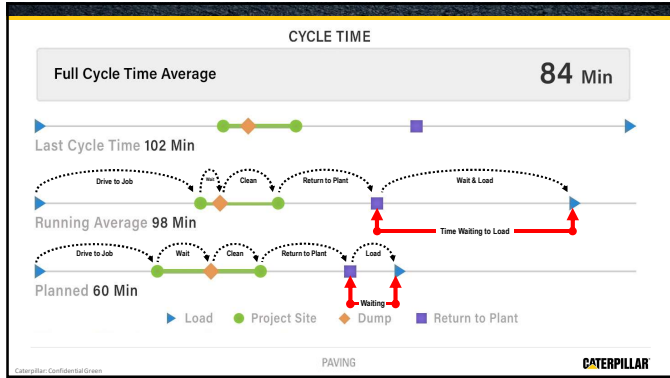 CYCLE TIME
Full Cycle Time Average 84 Min
Last Cycle Time 102 Min
Drive to Job Wait Clean Return to Plant Wait & Load
Running Average 98 Min
Time Waiting to Load
Drive to Job Wait Clean Return to Plant Load
Planned 60 Min
Waiting
Load Project Site Dump Return to Plant
Caterpillar: Confidential Green
PAVING
CATERPILLAR